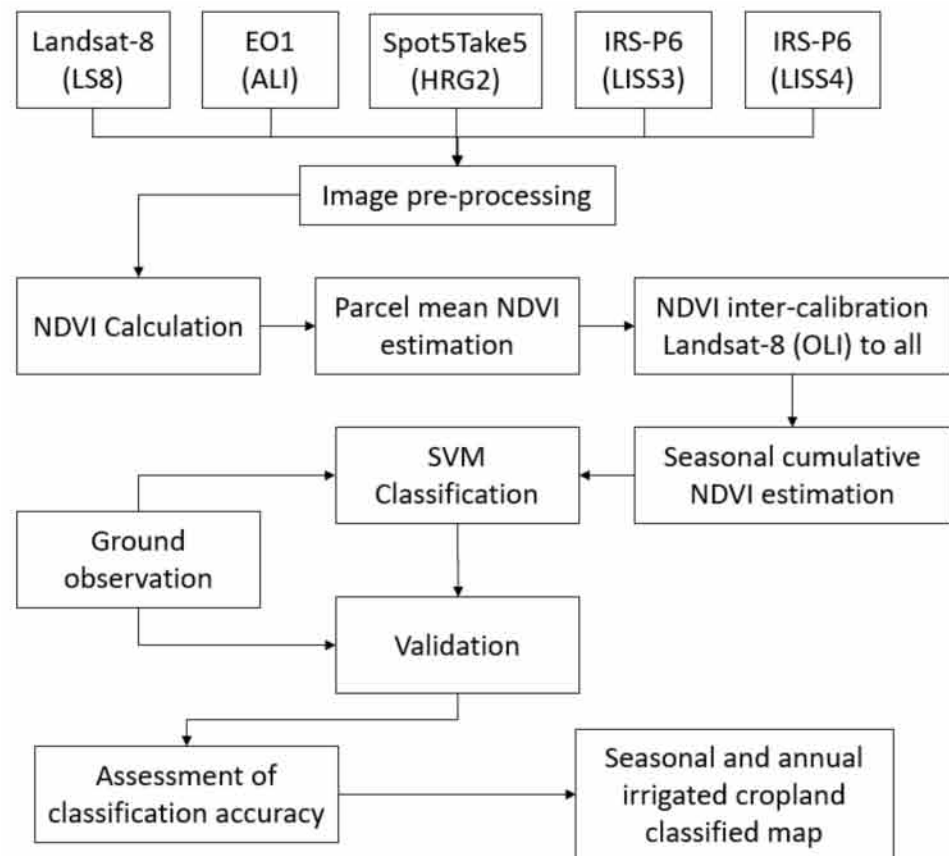 Landsat-8
(LS8)
EO1
(ALI)
Spot5Take5
(HRG2)
IRS-P6
(LISS3)
IRS-P6
(LISS4)
Image pre-processing
NDVI Calculation
Parcel mean NDVI
estimation
NDVI inter-calibration
Landsat-8 (OLI) to all
SVM
Classification
Seasonal cumulative
NDVI estimation
Ground
observation
Validation
Assessment of
classification accuracy
Seasonal and annual
irrigated cropland
classified map